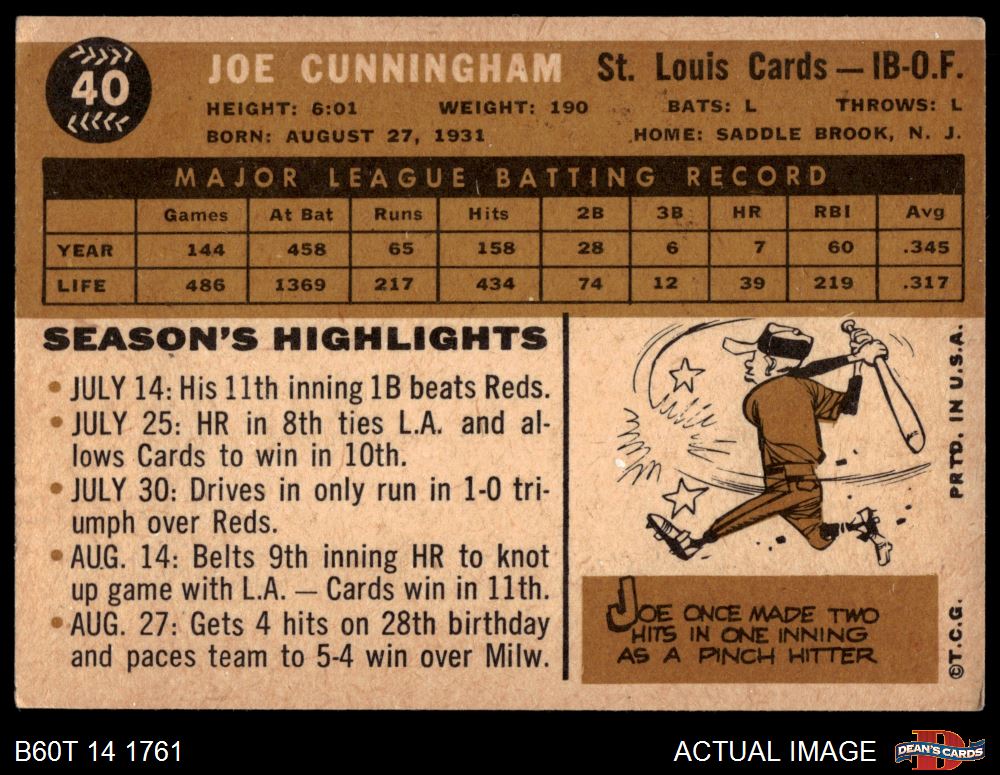 40
JOE CUNNINGHAM St. Louis Cards — 1B-O.F.
HEIGHT: 6:01 WEIGHT: 190 BATS: L THROWS: L
BORN: AUGUST 27, 1931 HOME: SADDLE BROOK, N. J.
MAJOR LEAGUE BATTING RECORD
Games At Bat Runs Hits 2B 3B HR RBI Avg
YEAR 144 458 65 158 28 6 7 60 .345
LIFE 486 1369 217 434 74 12 39 219 .317
SEASON'S HIGHLIGHTS
• JULY 14: His 11th inning 1B beats Reds.
• JULY 25: HR in 8th ties L.A. and al-
lows Cards to win in 10th.
• JULY 30: Drives in only run in 1-0 tri-
umph over Reds.
• AUG. 14: Belts 9th inning HR to knot
up game with L.A. — Cards win in 11th.
• AUG. 27: Gets 4 hits on 28th birthday
and paces team to 5-4 win over Milw.
JOE ONCE MADE TWO
HITS IN ONE INNING
AS A PINCH HITTER
©T.C.G. PRTD. IN U.S.A.
B60T 14 1761 ACTUAL IMAGE
DEAN'S CARDS